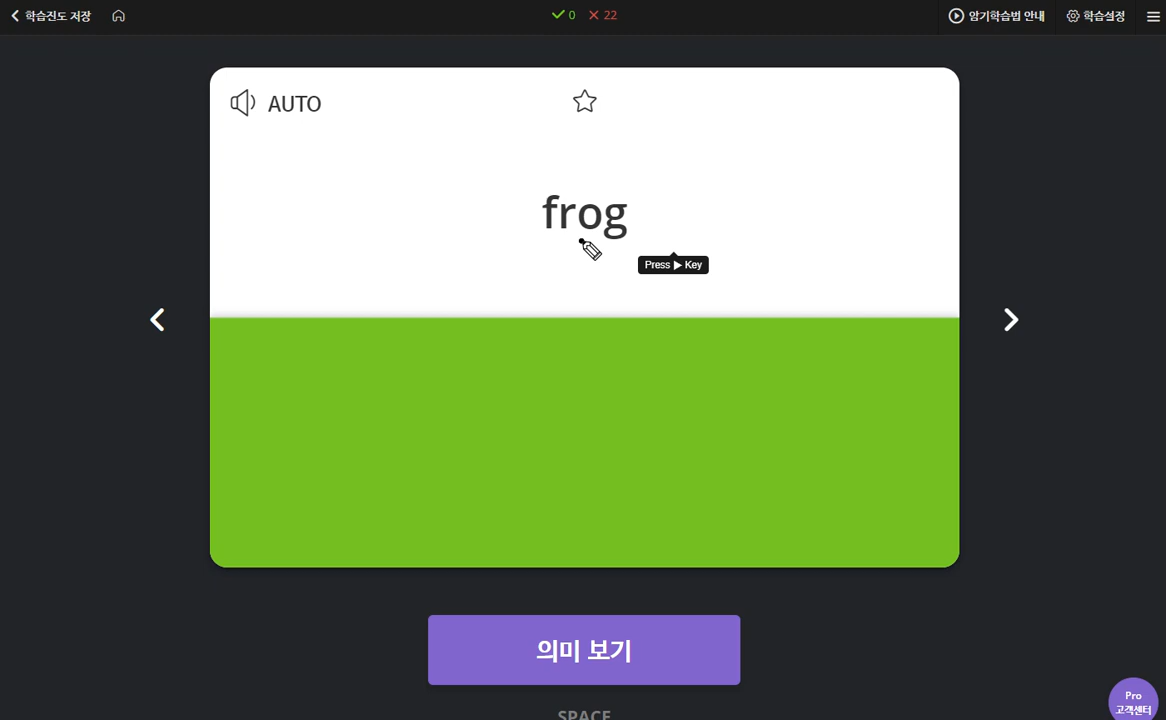 학습진도 저장
0 22
암기학습법 안내
학습설정
AUTO
frog
Press ▶ Key
의미 보기
SPACE
Pro
고객센터